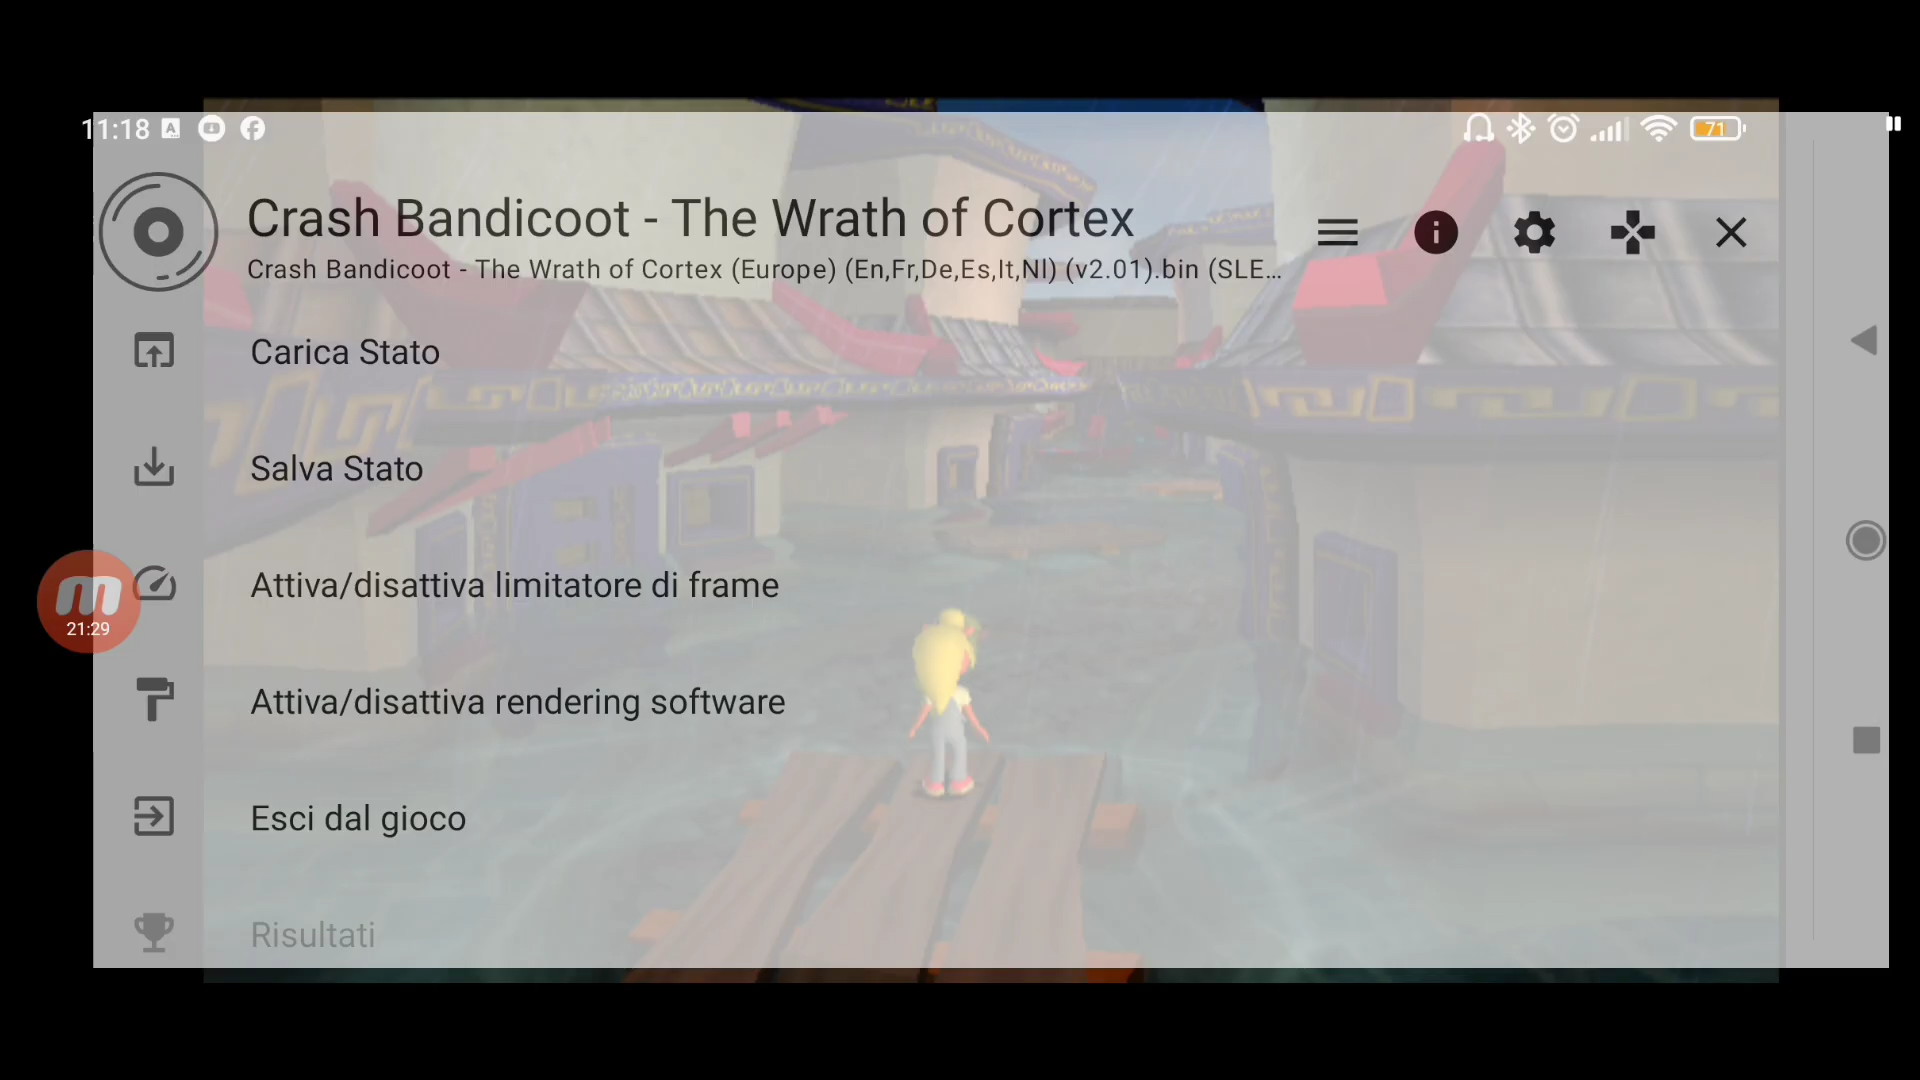 11:18
71
Crash Bandicoot - The Wrath of Cortex
Crash Bandicoot - The Wrath of Cortex (Europe) (En,Fr,De,Es,It,Nl) (v2.01).bin (SLE...
Carica Stato
Salva Stato
Attiva/disattiva limitatore di frame
21:29
Attiva/disattiva rendering software
Esci dal gioco
Risultati